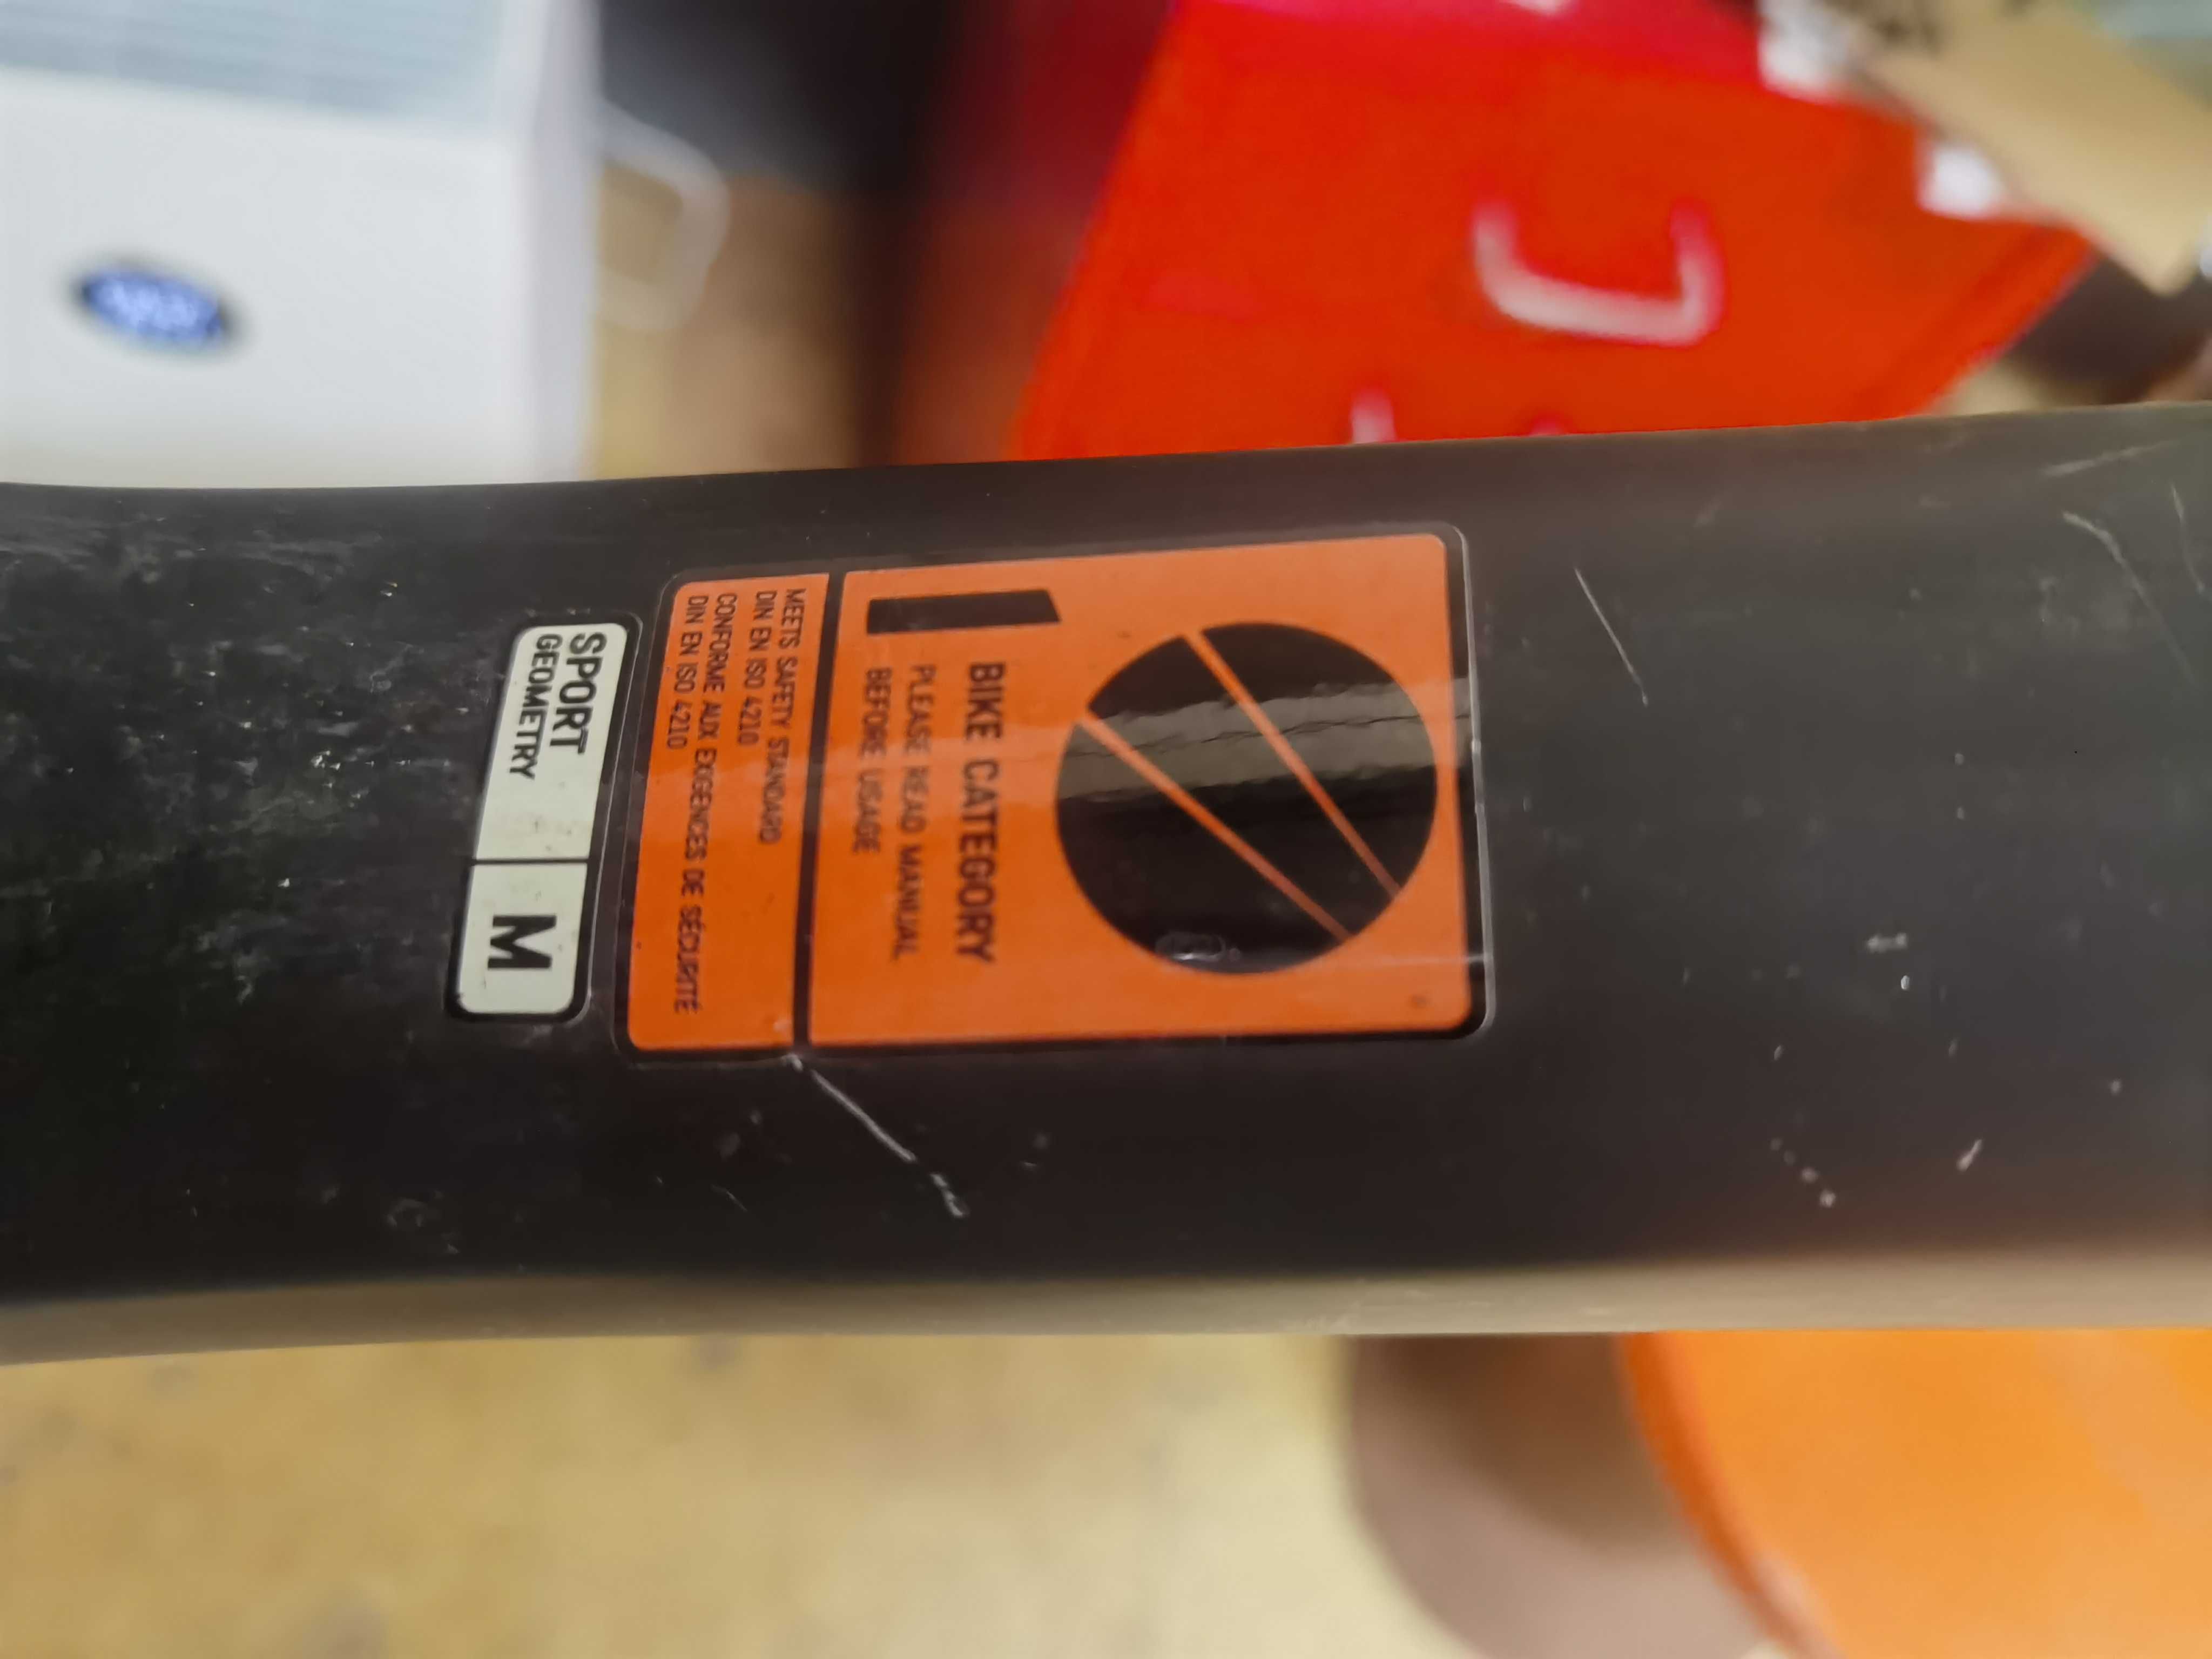 BIKE CATEGORY
1 PLEASE READ MANUAL
BEFORE USAGE
MEETS SAFETY STANDARD
DIN EN ISO 4210
CONFORME AUX EXIGENCES DE SÉCURITÉ
DIN EN ISO 4210
SPORT
GEOMETRY
M